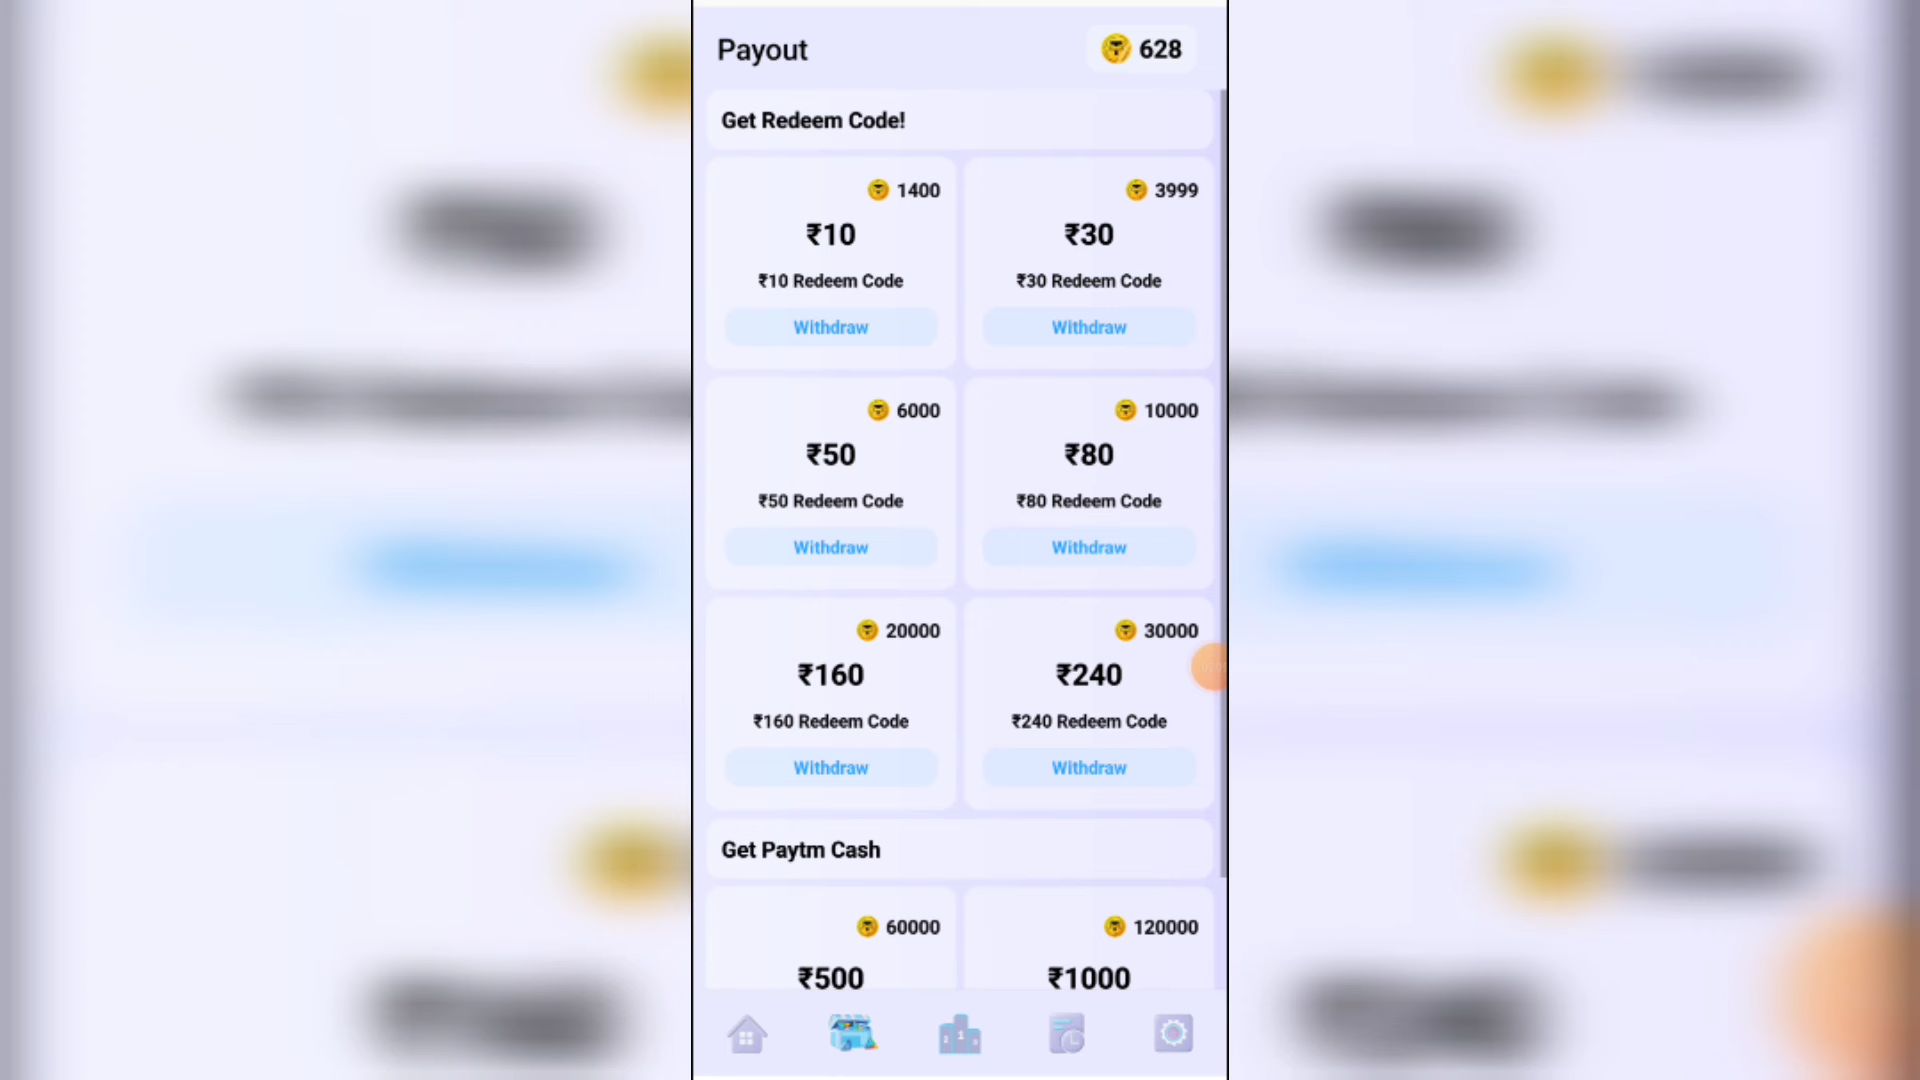 Payout 628
Get Redeem Code!
1400 3999
₹10 ₹30
₹10 Redeem Code ₹30 Redeem Code
Withdraw Withdraw
6000 10000
₹50 ₹80
₹50 Redeem Code ₹80 Redeem Code
Withdraw Withdraw
20000 30000
₹160 ₹240
₹160 Redeem Code ₹240 Redeem Code
Withdraw Withdraw
Get Paytm Cash
60000 120000
₹500 ₹1000